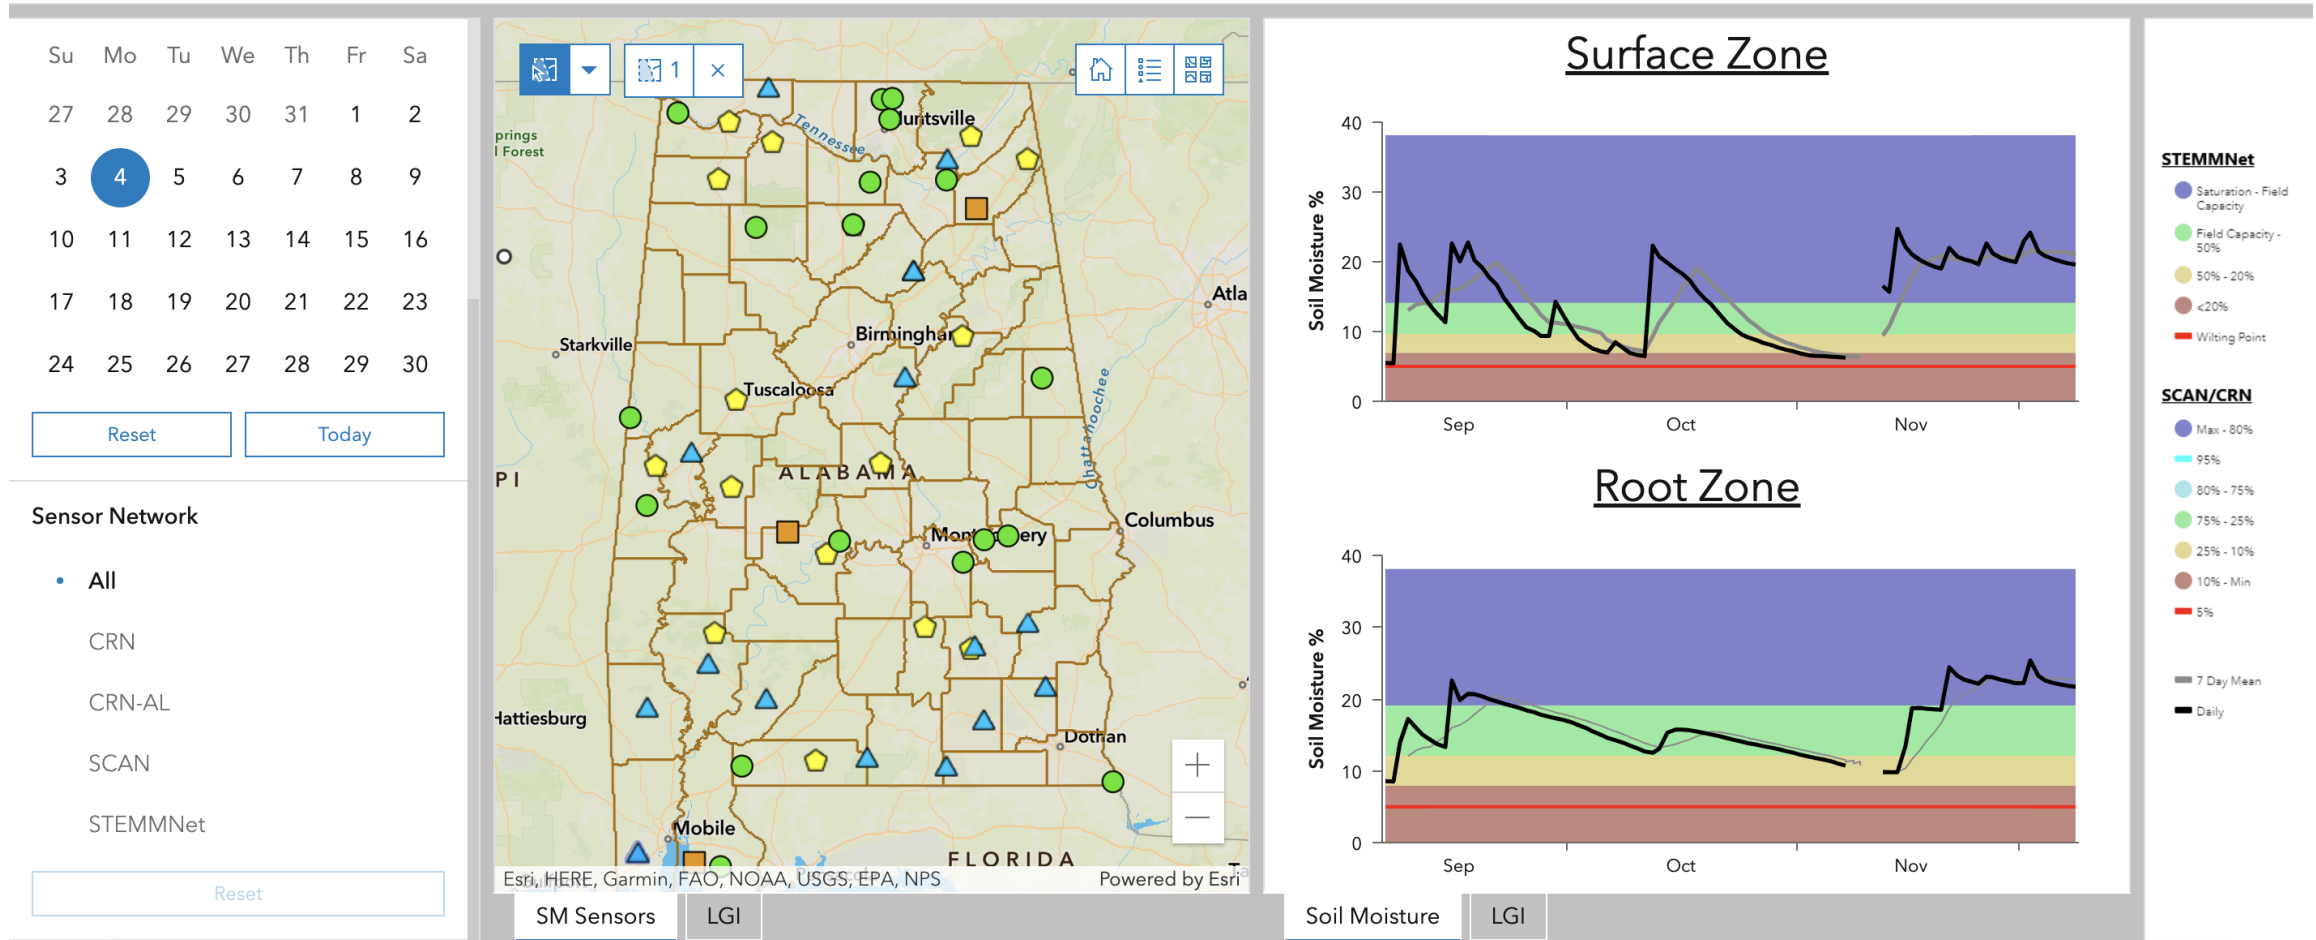 Su Mo Tu We Th Fr Sa
27 28 29 30 31 1 2
3 4 5 6 7 8 9
10 11 12 13 14 15 16
17 18 19 20 21 22 23
24 25 26 27 28 29 30
Reset Today
Sensor Network
All
CRN
CRN-AL
SCAN
STEMMNet
Reset
1
prings
l Forest
Tennessee
Huntsville
Atla
Starkville
Birmingha
Tuscaloosa
Chattahoochee
ALABAMA
PI
Columbus
Montgomery
Hattiesburg
Dothan
Mobile
FLORIDA
Esri, HERE, Garmin, FAO, NOAA, USGS, EPA, NPS
Powered by Esri
SM Sensors LGI
Surface Zone
Soil Moisture %
40
30
20
10
0
Sep Oct Nov
Root Zone
Soil Moisture %
40
30
20
10
0
Sep Oct Nov
Soil Moisture LGI
STEMMNet
Saturation - Field
Capacity
Field Capacity -
50%
50% - 20%
<20%
Wilting Point
SCAN/CRN
Max - 80%
95%
80% - 75%
75% - 25%
25% - 10%
10% - Min
5%
7 Day Mean
Daily